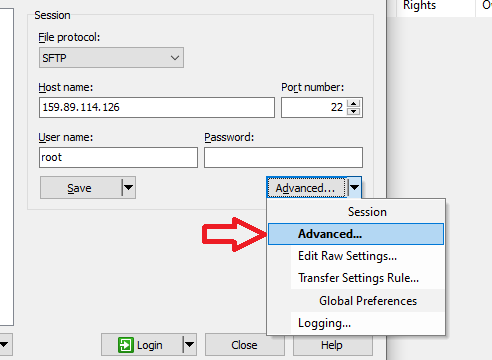 Rights
Session
File protocol:
SFTP
Host name:
Port number:
159.89.114.126
22
User name:
Password:
root
Save
Advanced...
Session
Advanced...
Edit Raw Settings...
Transfer Settings Rule...
Global Preferences
Logging...
Login
Close
Help